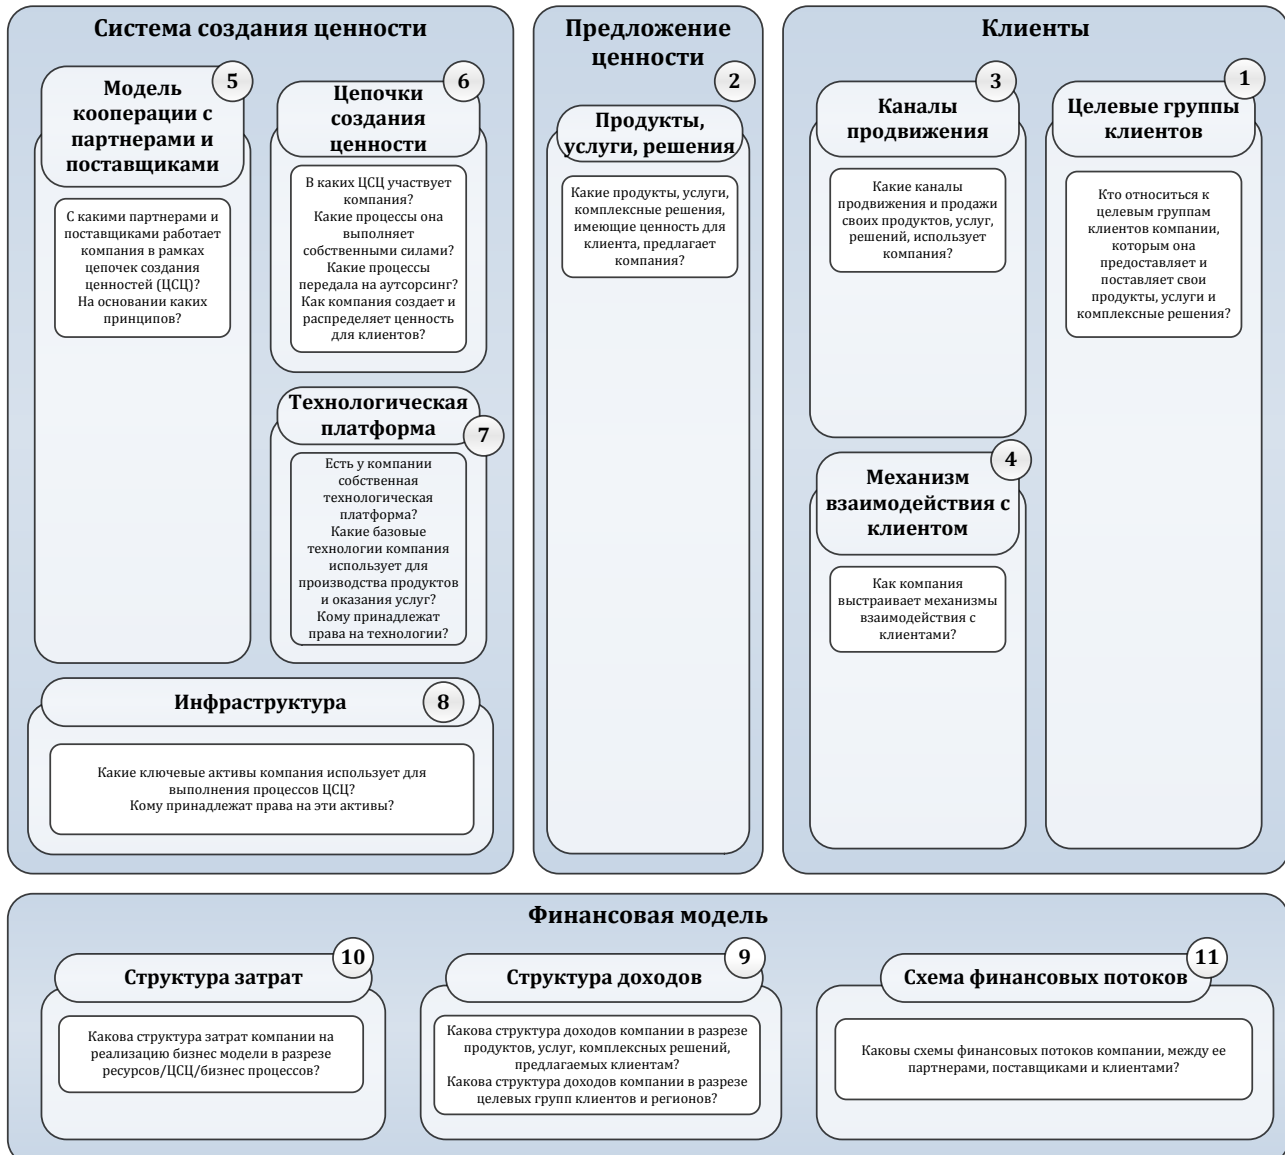 Система создания ценности
5
Модель
кооперации с
партнерами и
поставщиками
С какими партнерами и
поставщиками работает
компания в рамках
цепочек создания
ценностей (ЦСЦ)?
На основании каких
принципов?
6
Цепочки
создания
ценности
В каких ЦСЦ участвует
компания?
Какие процессы она
выполняет
собственными силами?
Какие процессы
передала на аутсорсинг?
Как компания создает и
распределяет ценность
для клиентов?
Технологическая
платформа
7
Есть у компании
собственная
технологическая
платформа?
Какие базовые
технологии компания
использует для
производства продуктов
и оказания услуг?
Кому принадлежат
права на технологии?
Инфраструктура
8
Какие ключевые активы компания использует для
выполнения процессов ЦСЦ?
Кому принадлежат права на эти активы?
Предложение
ценности
2
Продукты,
услуги, решения
Какие продукты, услуги,
комплексные решения,
имеющие ценность для
клиента, предлагает
компания?
Клиенты
3
Каналы
продвижения
Какие каналы
продвижения и продажи
своих продуктов, услуг,
решений, использует
компания?
4
Механизм
взаимодействия с
клиентом
Как компания
выстраивает механизмы
взаимодействия с
клиентами?
1
Целевые группы
клиентов
Кто относиться к
целевым группам
клиентов компании,
которым она
предоставляет и
поставляет свои
продукты, услуги и
комплексные решения?
Финансовая модель
10
Структура затрат
Какова структура затрат компании на
реализацию бизнес модели в разрезе
ресурсов/ЦСЦ/бизнес процессов?
9
Структура доходов
Какова структура доходов компании в разрезе
продуктов, услуг, комплексных решений,
предлагаемых клиентам?
Какова структура доходов компании в разрезе
целевых групп клиентов и регионов?
11
Схема финансовых потоков
Каковы схемы финансовых потоков компании, между ее
партнерами, поставщиками и клиентами?